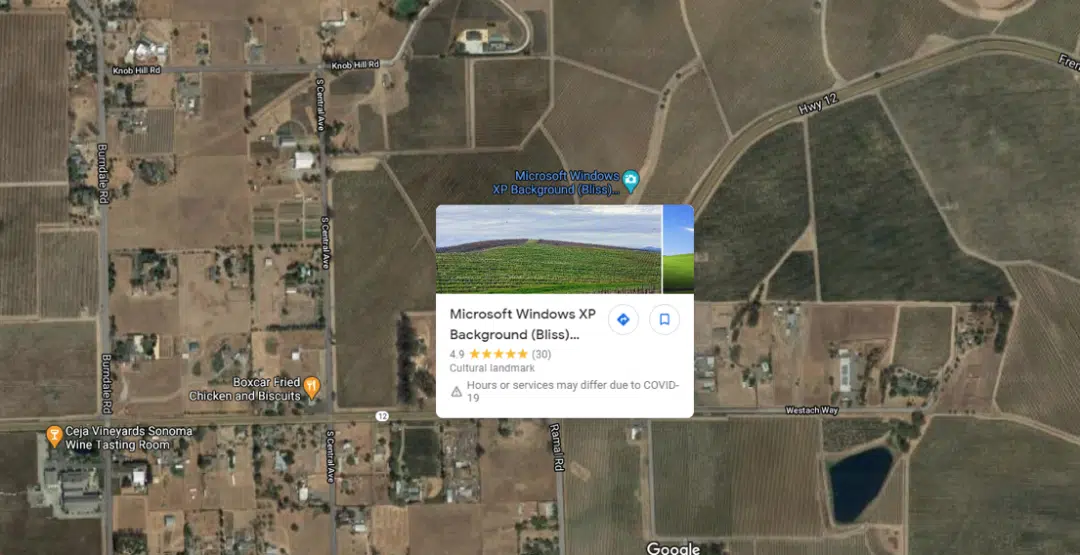 Knob Hill Rd
Knob Hill Rd
S Central Ave
Hwy 12
Fren
Burndale Rd
Microsoft Windows
XP Background (Bliss)...
S Central Ave
Microsoft Windows XP
Background (Bliss)...
4.9 ★★★★★ (30)
Cultural landmark
Hours or services may differ due to COVID-
19
Burndale Rd
Boxcar Fried
Chicken and Biscuits
12
Westach Way
Ceja Vineyards Sonoma
Wine Tasting Room
S Central Ave
Ramal Rd
Google